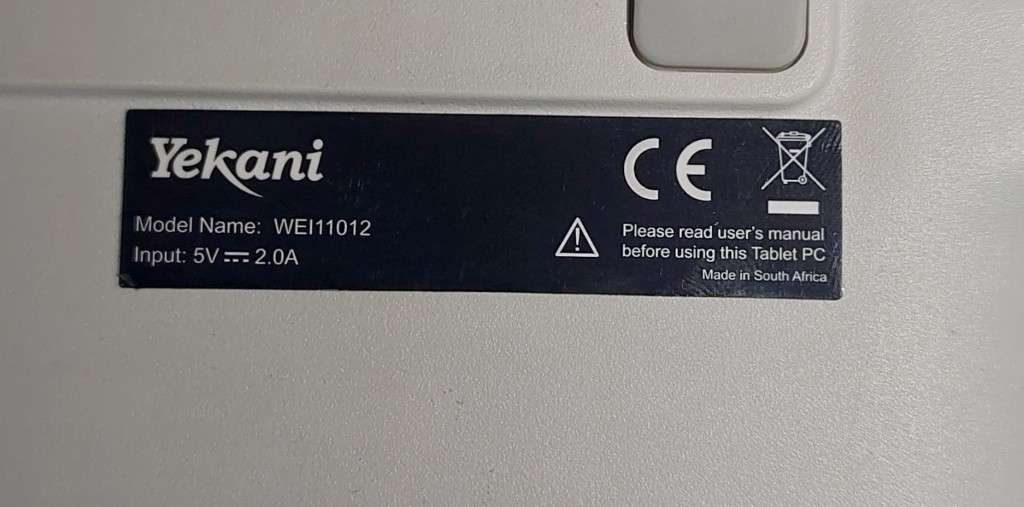 Yekani
CE
Model Name: WEI11012
Input: 5V ⎓ 2.0A
Please read user's manual
before using this Tablet PC
Made in South Africa